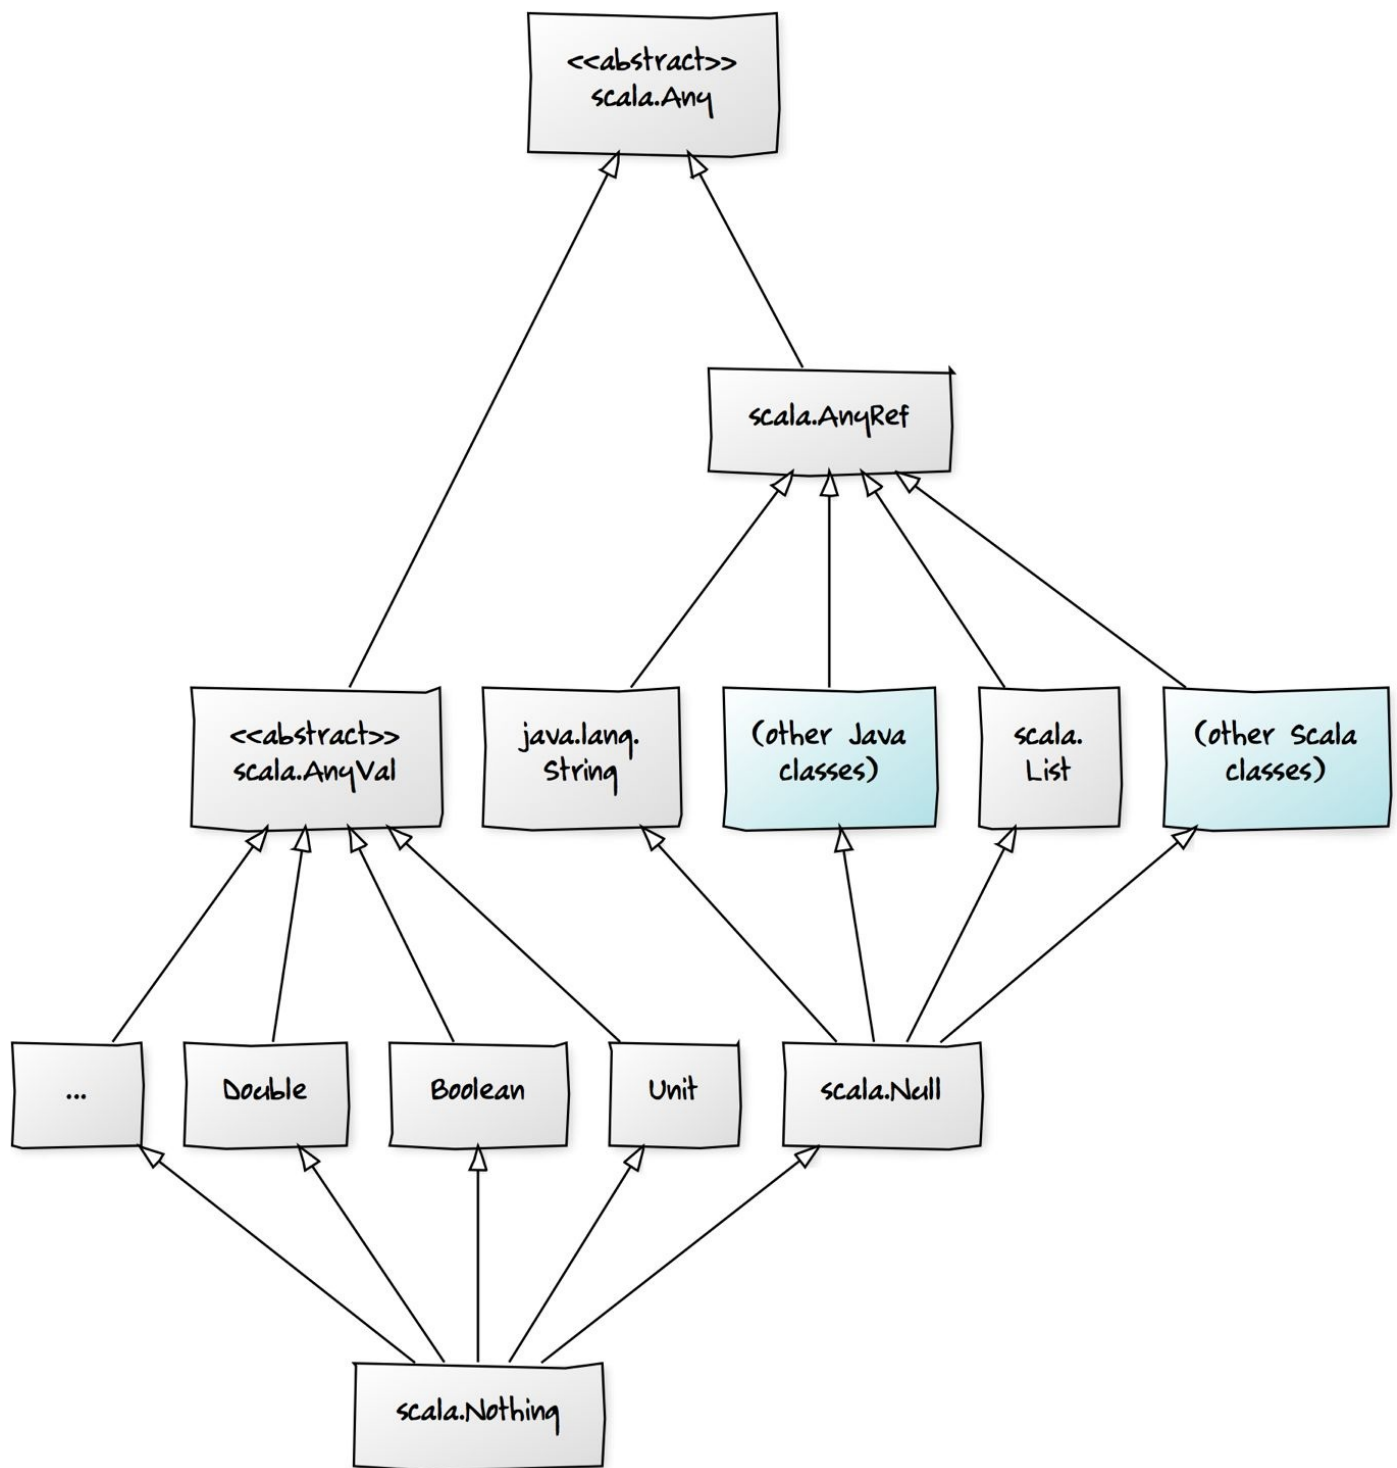 <<abstract>>
scala.Any
scala.AnyRef
<<abstract>>
scala.AnyVal
java.lang.
String
(other Java
classes)
scala.
List
(other Scala
classes)
...
Double
Boolean
Unit
scala.Null
scala.Nothing